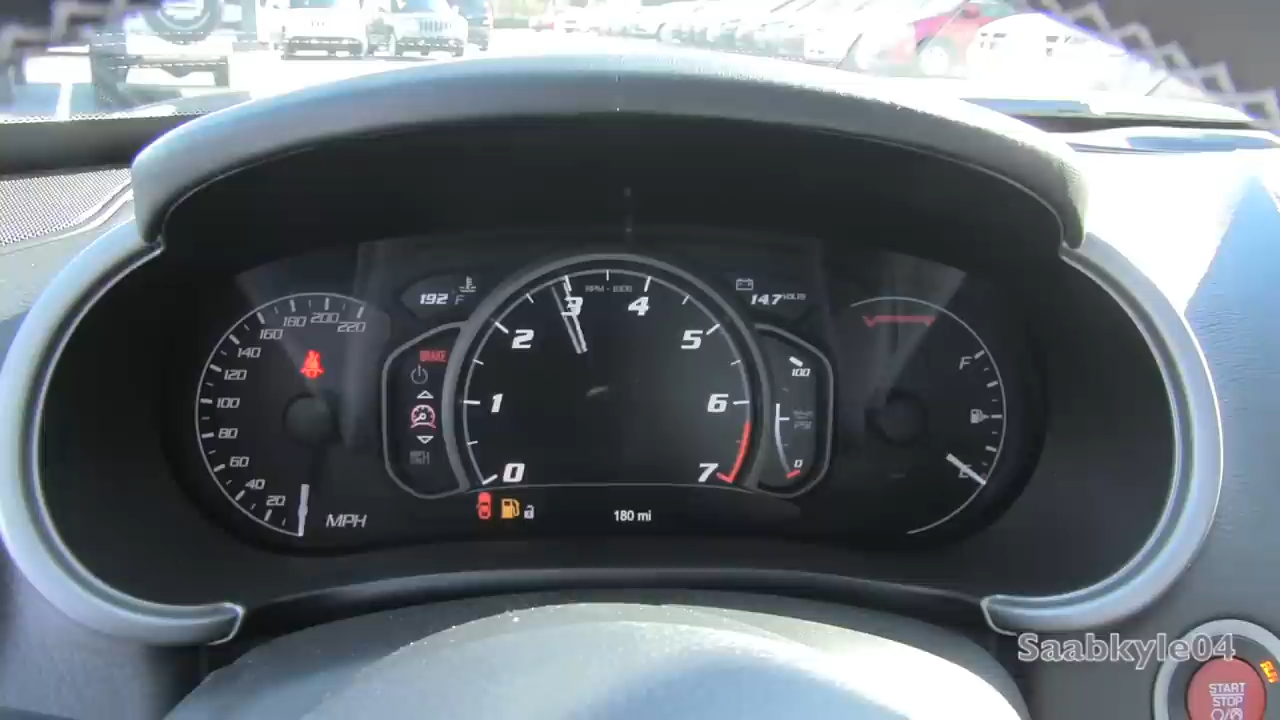 192 F
147 VOLTS
RPM - 1000
0
1
2
3
4
5
6
7
BRAKE
20
40
60
80
100
120
140
160
180
200
220
MPH
100
PSI
0
F
E
180 mi
Saabkyle04
START
STOP